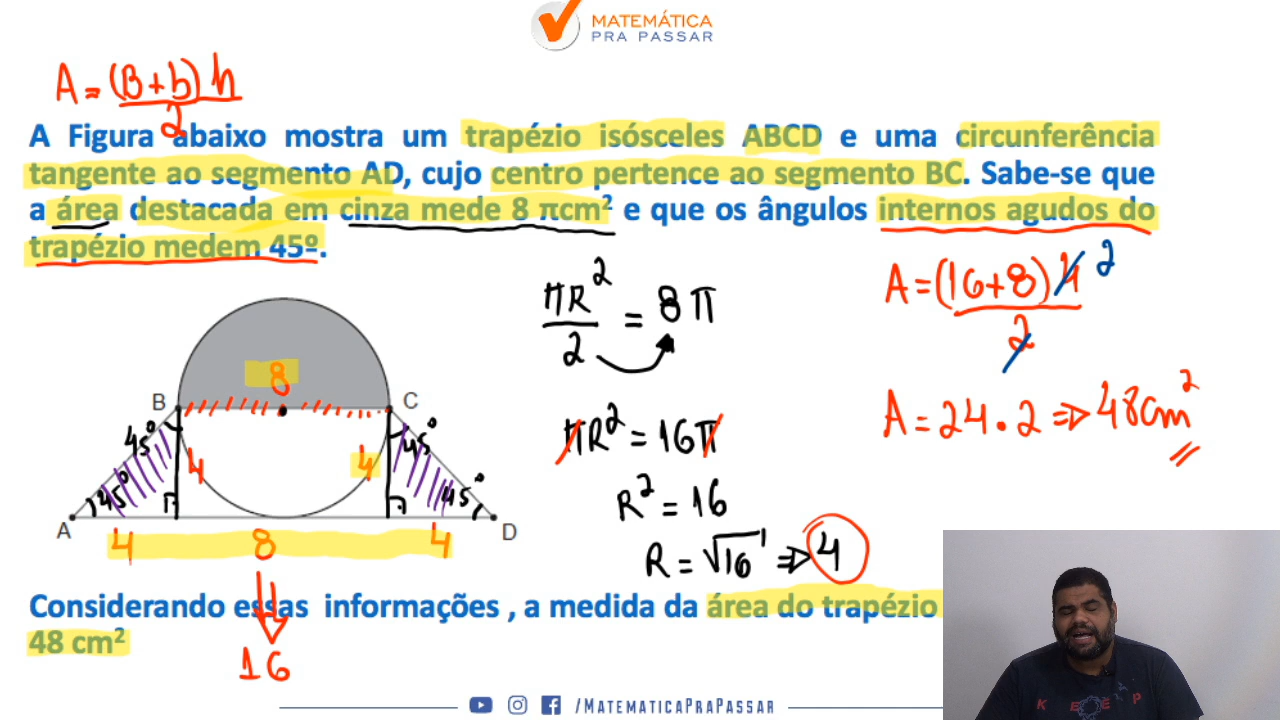 MATEMÁTICA
PRA PASSAR
A = (B+b) h
2
A Figura abaixo mostra um trapézio isósceles ABCD e uma circunferência
tangente ao segmento AD, cujo centro pertence ao segmento BC. Sabe-se que
a área destacada em cinza mede 8 πcm²  e que os ângulos internos agudos do
trapézio medem 45º.
πR²
2
= 8π
πR² = 16π
R² = 16
R = √16 ⇒ 4
A = (16+8) 4 2
2
A = 24 . 2 ⇒ 48cm²
8
B
C
45°
45°
4
4
45°
45°
A
D
4
8
4
Considerando essas informações , a medida da área do trapézio
48 cm²
16
/MATEMATICAPRAPASSAR
K E E P